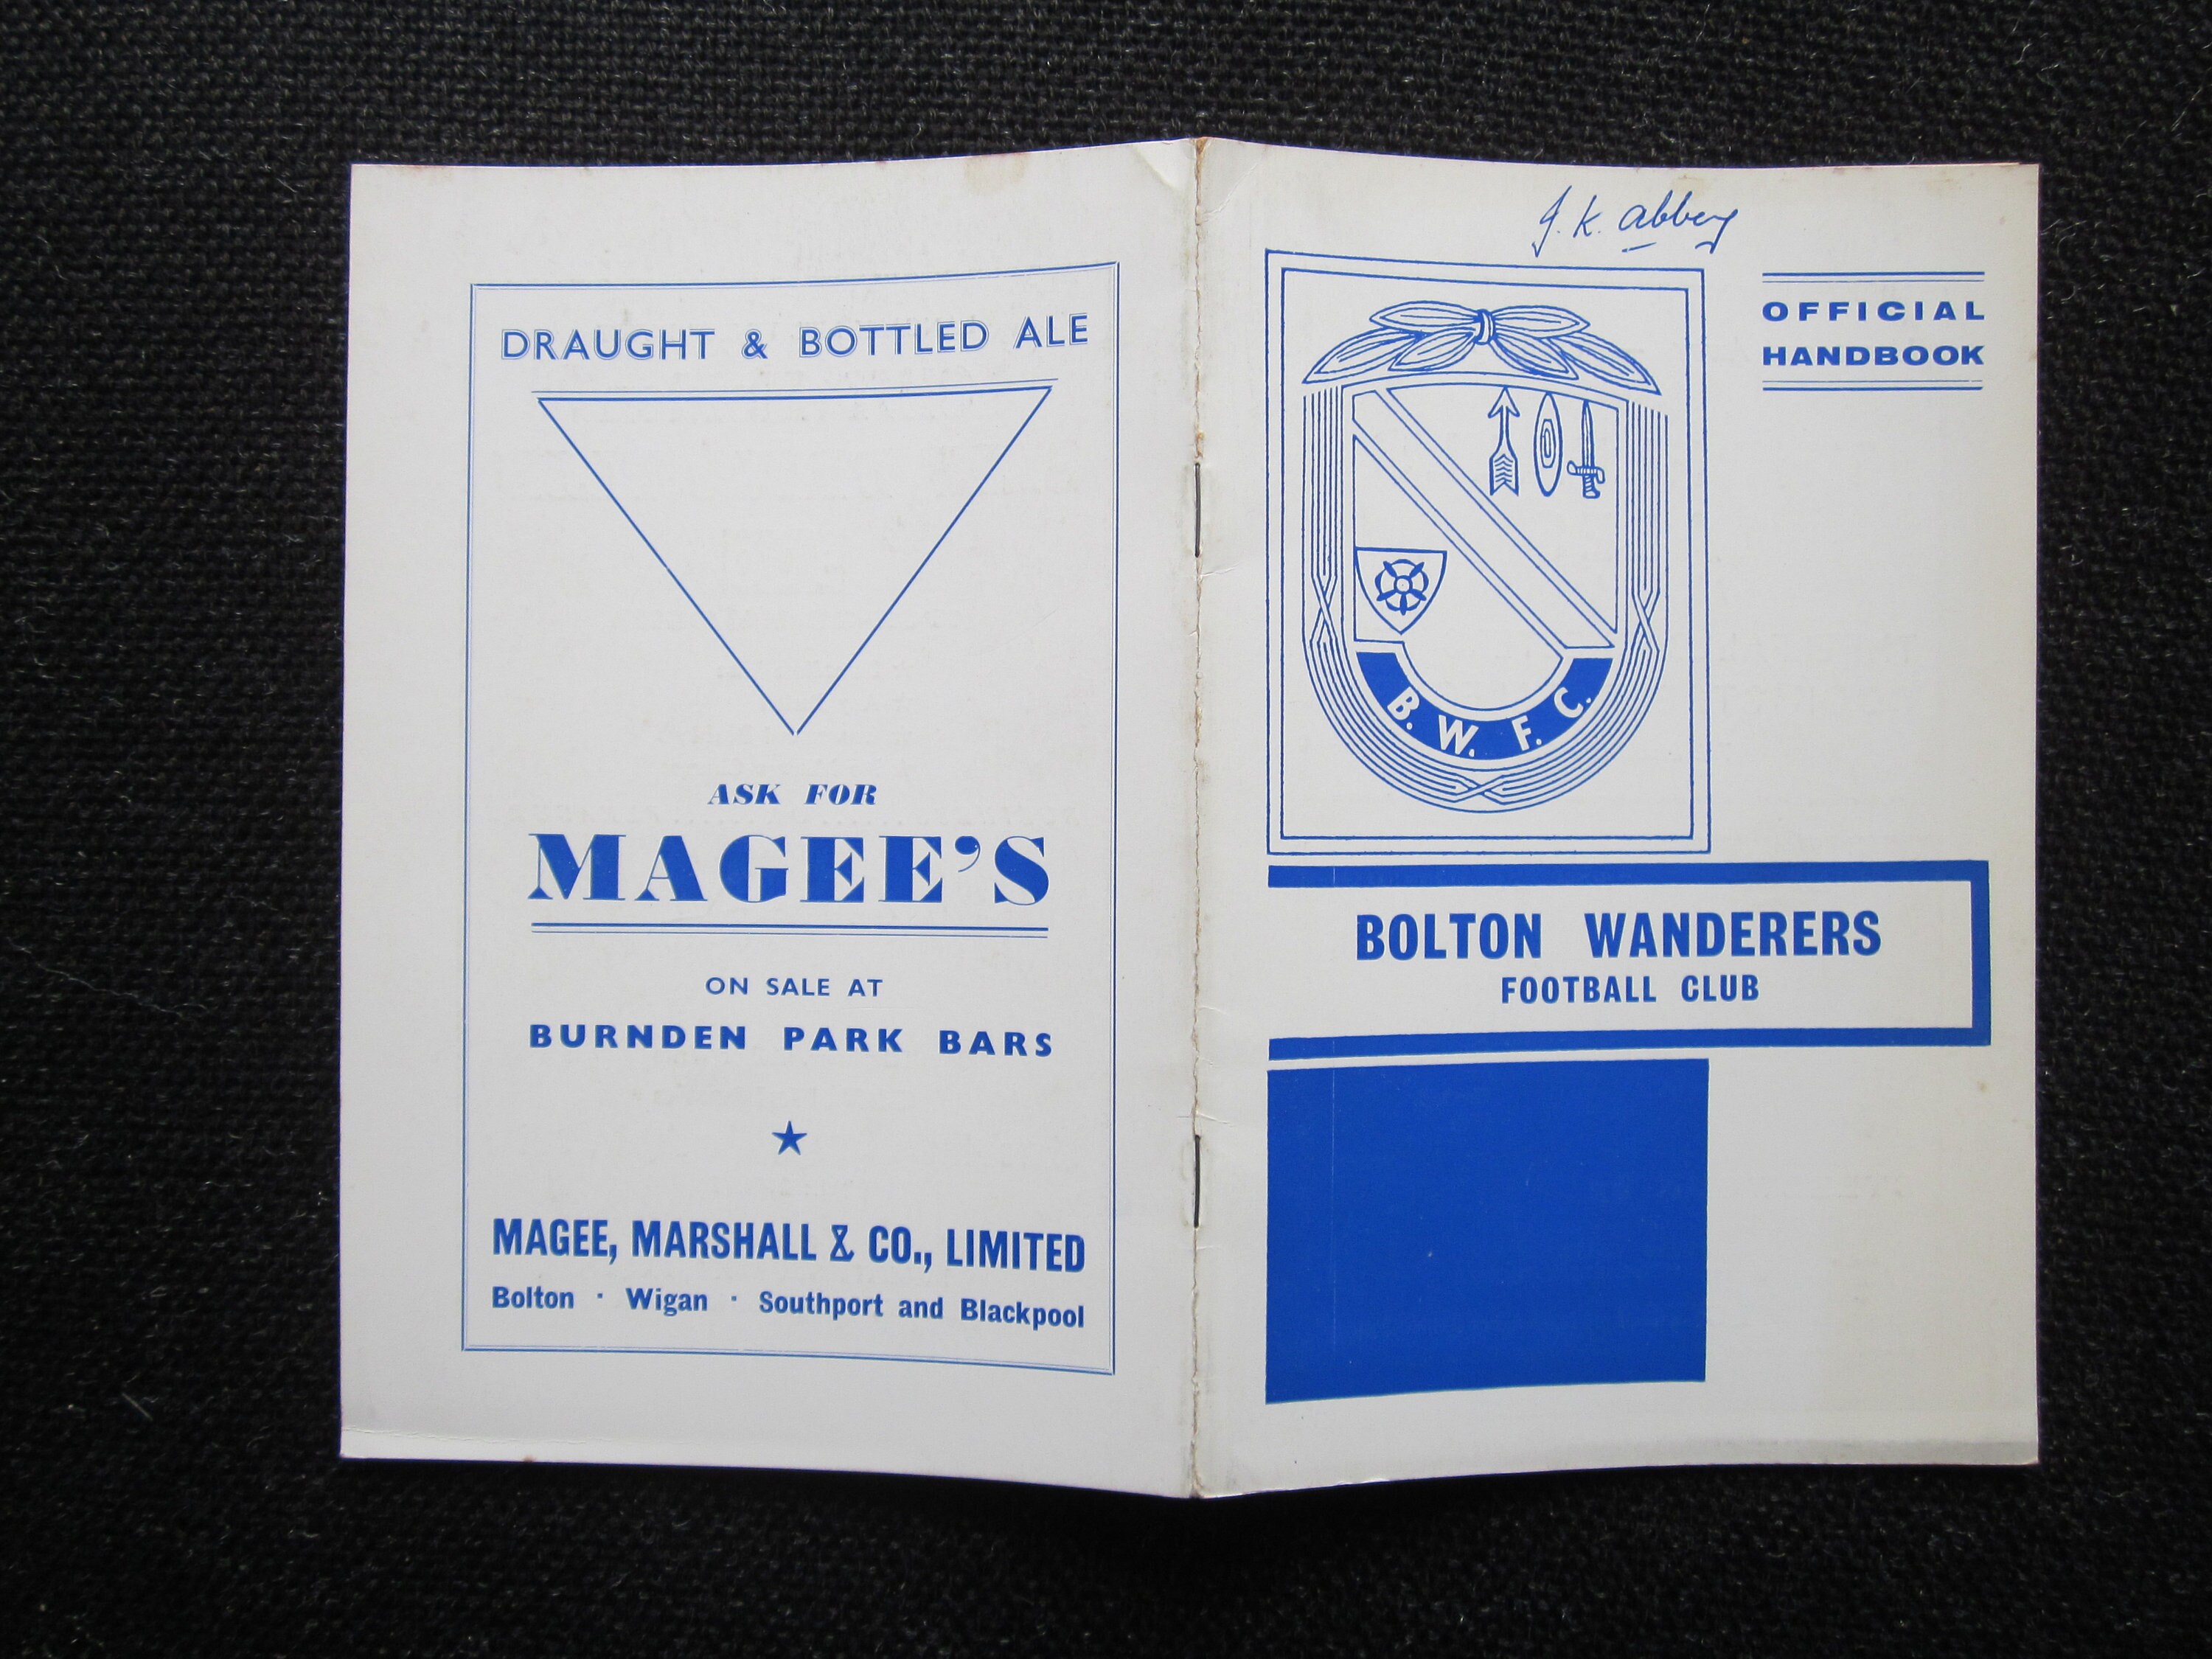 DRAUGHT & BOTTLED ALE
ASK FOR
MAGEE'S
ON SALE AT
BURNDEN PARK BARS
MAGEE, MARSHALL & CO., LIMITED
Bolton · Wigan · Southport and Blackpool
J. K. Abbey
OFFICIAL
HANDBOOK
B. W. F. C.
BOLTON WANDERERS
FOOTBALL CLUB